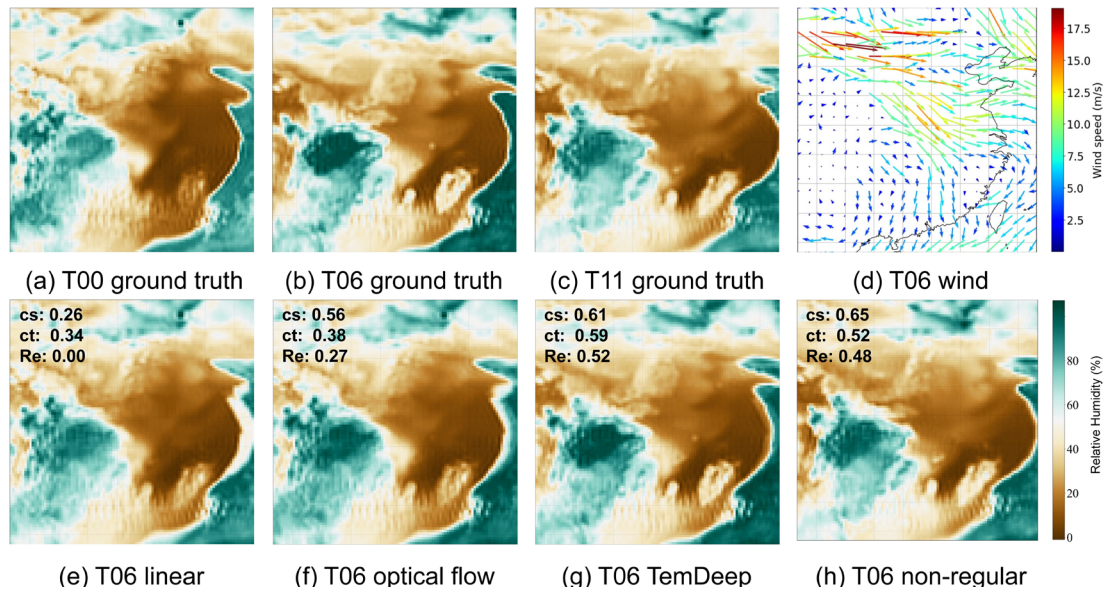 17.5
15.0
12.5
10.0
7.5
5.0
2.5
Wind speed (m/s)
(a) T00 ground truth
(b) T06 ground truth
(c) T11 ground truth
(d) T06 wind
cs: 0.26
ct: 0.34
Re: 0.00
cs: 0.56
ct: 0.38
Re: 0.27
cs: 0.61
ct: 0.59
Re: 0.52
cs: 0.65
ct: 0.52
Re: 0.48
80
60
40
20
0
Relative Humidity (%)
(e) T06 linear
(f) T06 optical flow
(g) T06 TemDeep
(h) T06 non-regular